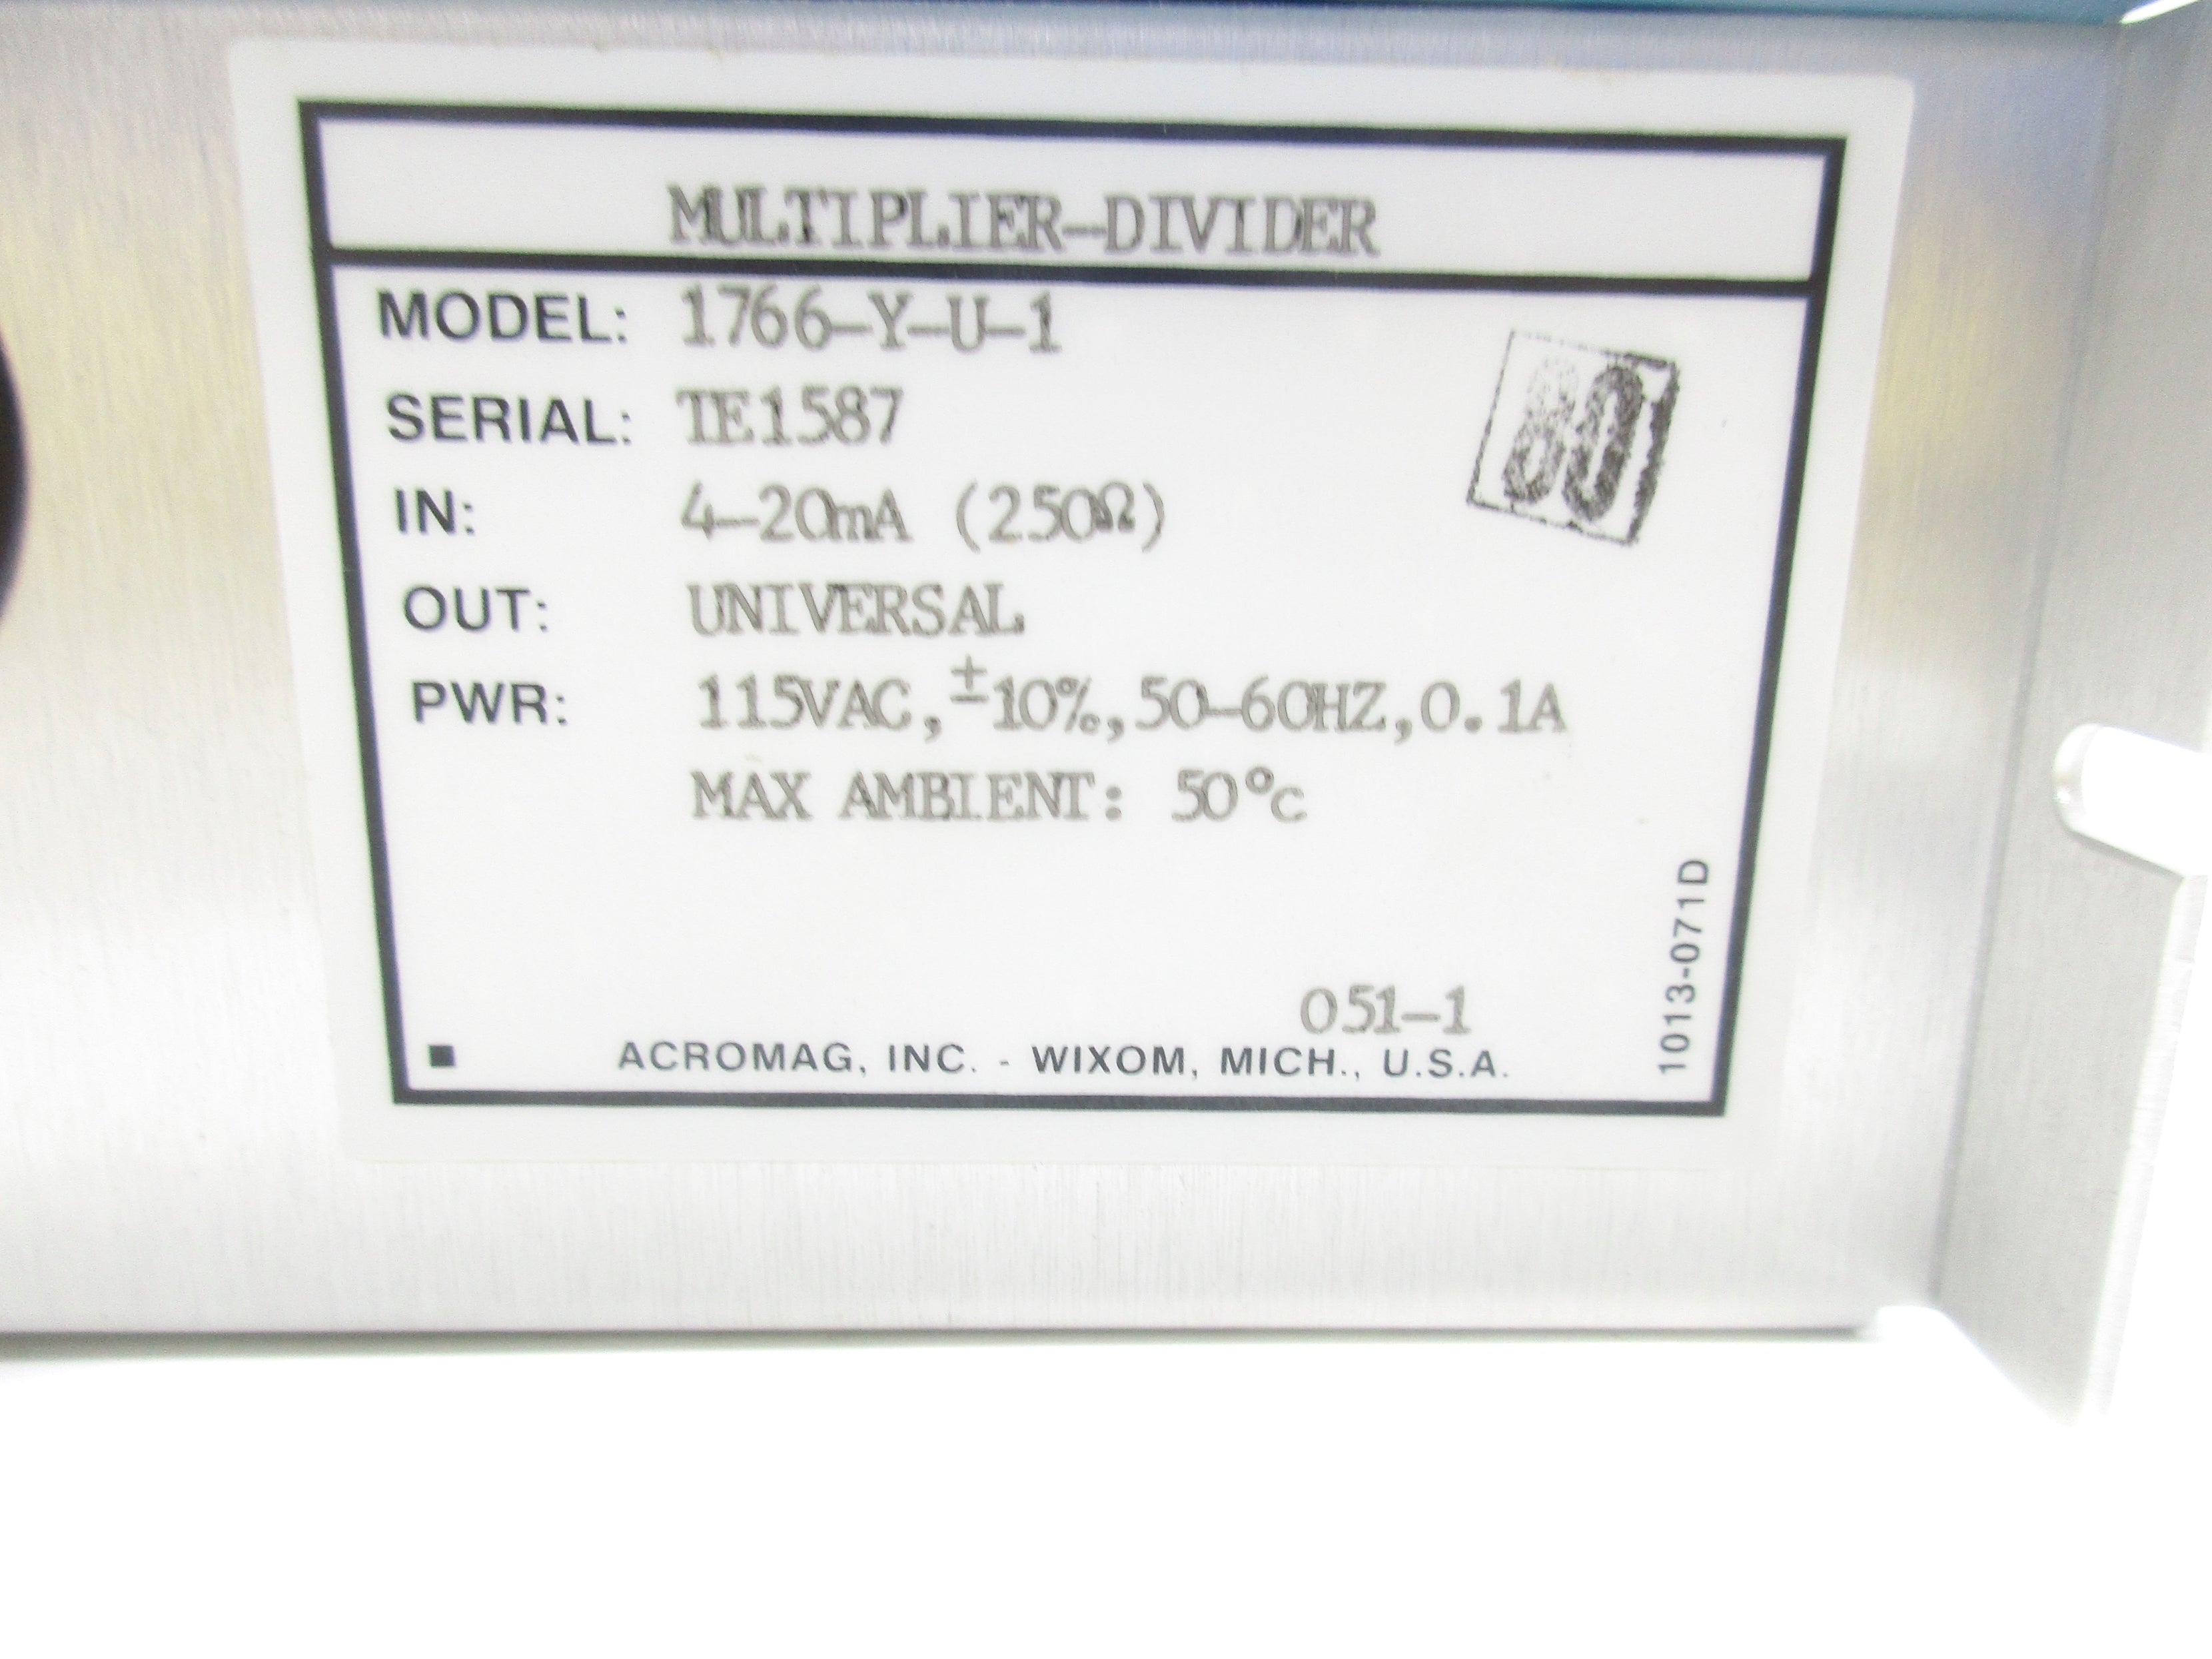 MULTIPLIER-DIVIDER
MODEL: 1766-Y-U-1
SERIAL: TE1587
80
IN: 4-20mA (250Ω)
OUT: UNIVERSAL
PWR: 115VAC,±10%,50-60HZ,0.1A
MAX AMBIENT: 50°C
051-1
ACROMAG, INC. - WIXOM, MICH., U.S.A.
1013-071D